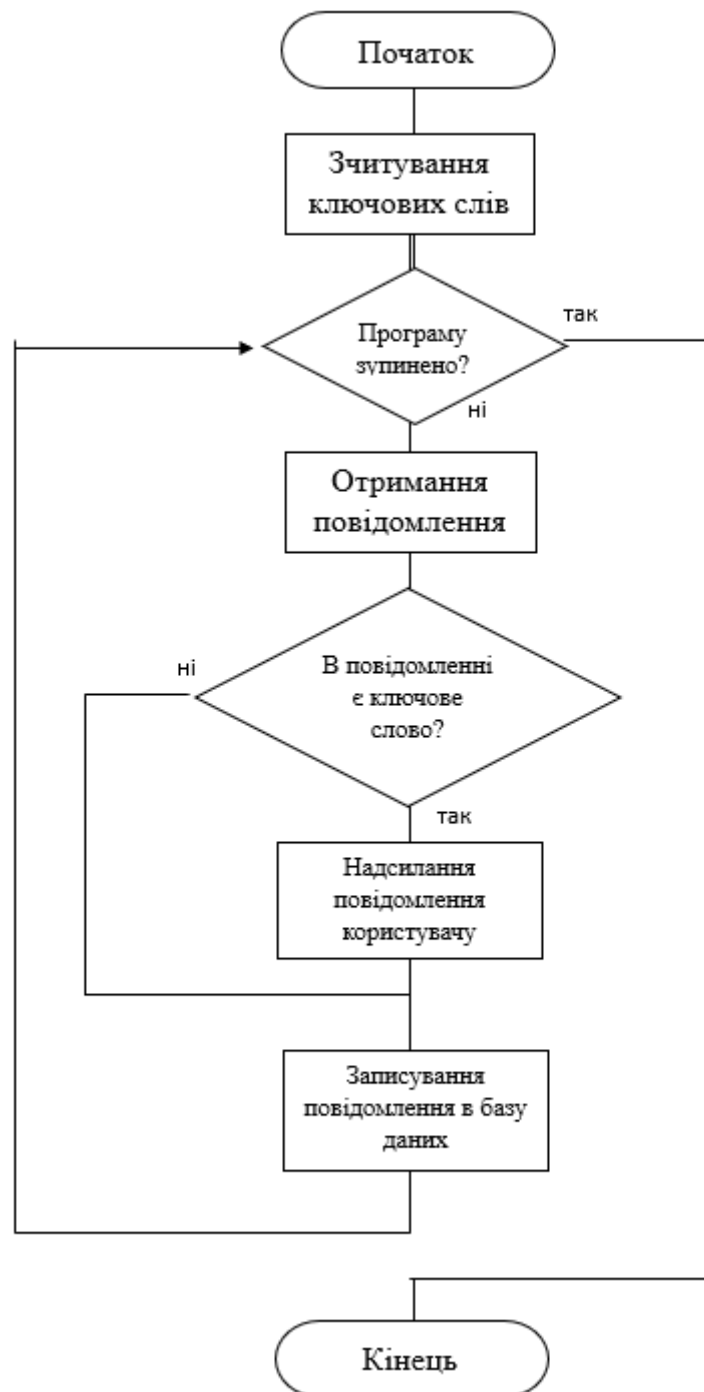 Початок
Зчитування
ключових слів
так
Програму
зупинено?
ні
Отримання
повідомлення
ні
В повідомленні
є ключове
слово?
так
Надсилання
повідомлення
користувачу
Записування
повідомлення в базу
даних
Кінець